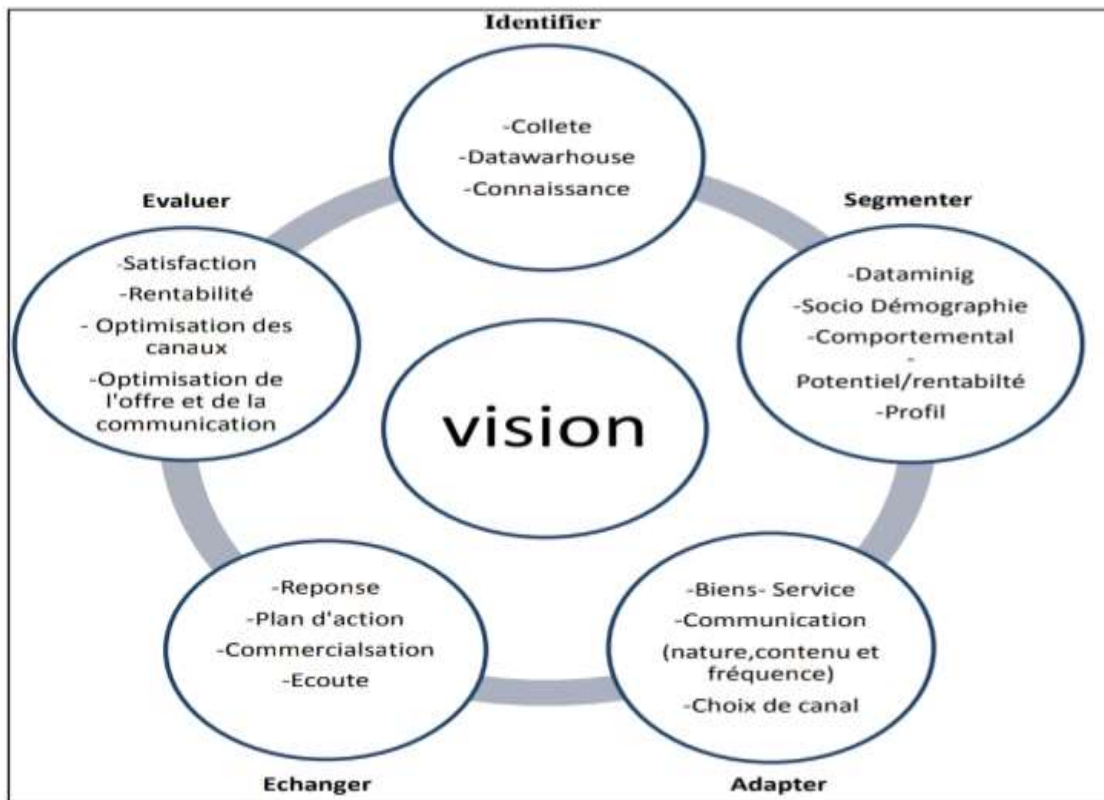 Identifier
-Collete
-Datawarhouse
-Connaissance
Segmenter
-Dataminig
-Socio Démographie
-Comportemental
-
Potentiel/rentabilté
-Profil
Adapter
-Biens- Service
-Communication
(nature,contenu et
fréquence)
-Choix de canal
Echanger
-Reponse
-Plan d'action
-Commercialsation
-Ecoute
Evaluer
-Satisfaction
-Rentabilité
- Optimisation des
canaux
-Optimisation de
l'offre et de la
communication
vision